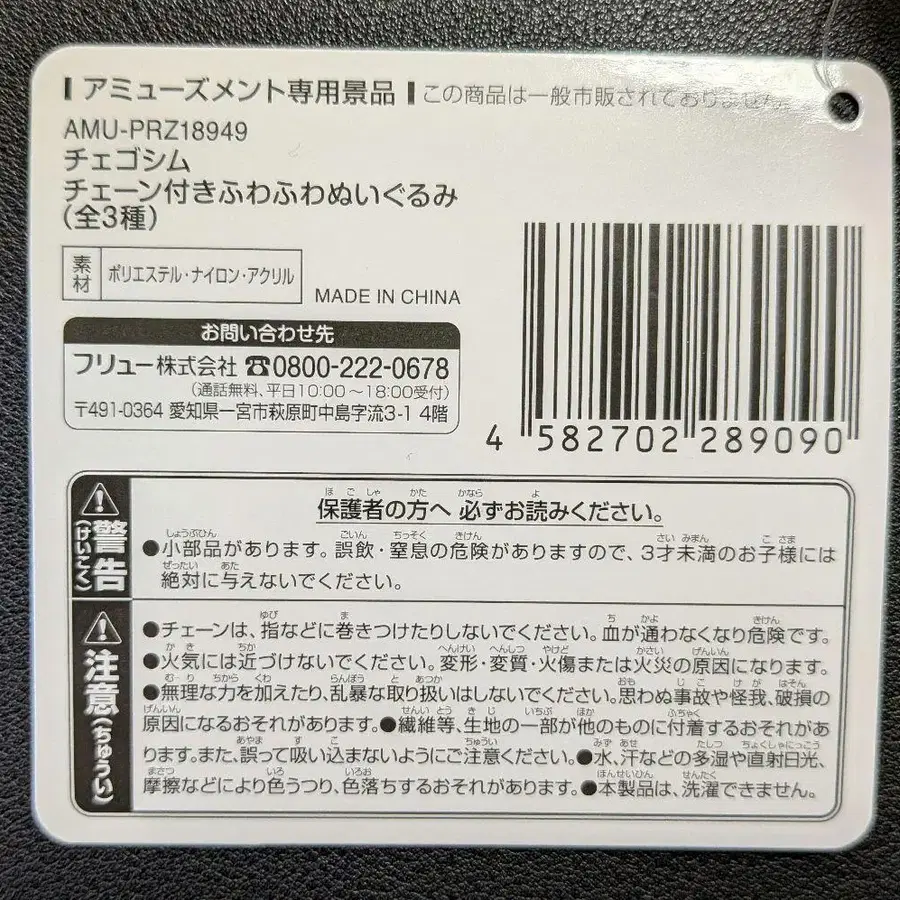 アミューズメント専用景品 この商品は一般市販されておりません。
AMU-PRZ18949
チェゴシム
チェーン付きふわふわぬいぐるみ
(全3種)
素材 ポリエステル・ナイロン・アクリル
MADE IN CHINA
お問い合わせ先
フリュー株式会社 ☎0800-222-0678
(通話無料、平日10:00～18:00受付)
〒491-0364 愛知県一宮市萩原町中島字流3-1 4階
4 582702 289090
警告(けいこく)
保護者の方へ 必ずお読みください。
●小部品があります。誤飲・窒息の危険がありますので、3才未満のお子様には
絶対に与えないでください。
注意(ちゅうい)
●チェーンは、指などに巻きつけたりしないでください。血が通わなくなり危険です。
●火気には近づけないでください。変形・変質・火傷または火災の原因になります。
●無理な力を加えたり、乱暴な取り扱いはしないでください。思わぬ事故や怪我、破損の
原因になるおそれがあります。●繊維等、生地の一部が他のものに付着するおそれがあ
ります。また、誤って吸い込まないようにご注意ください。●水、汗などの多湿や直射日光、
摩擦などにより色うつり、色落ちするおそれがあります。●本製品は、洗濯できません。